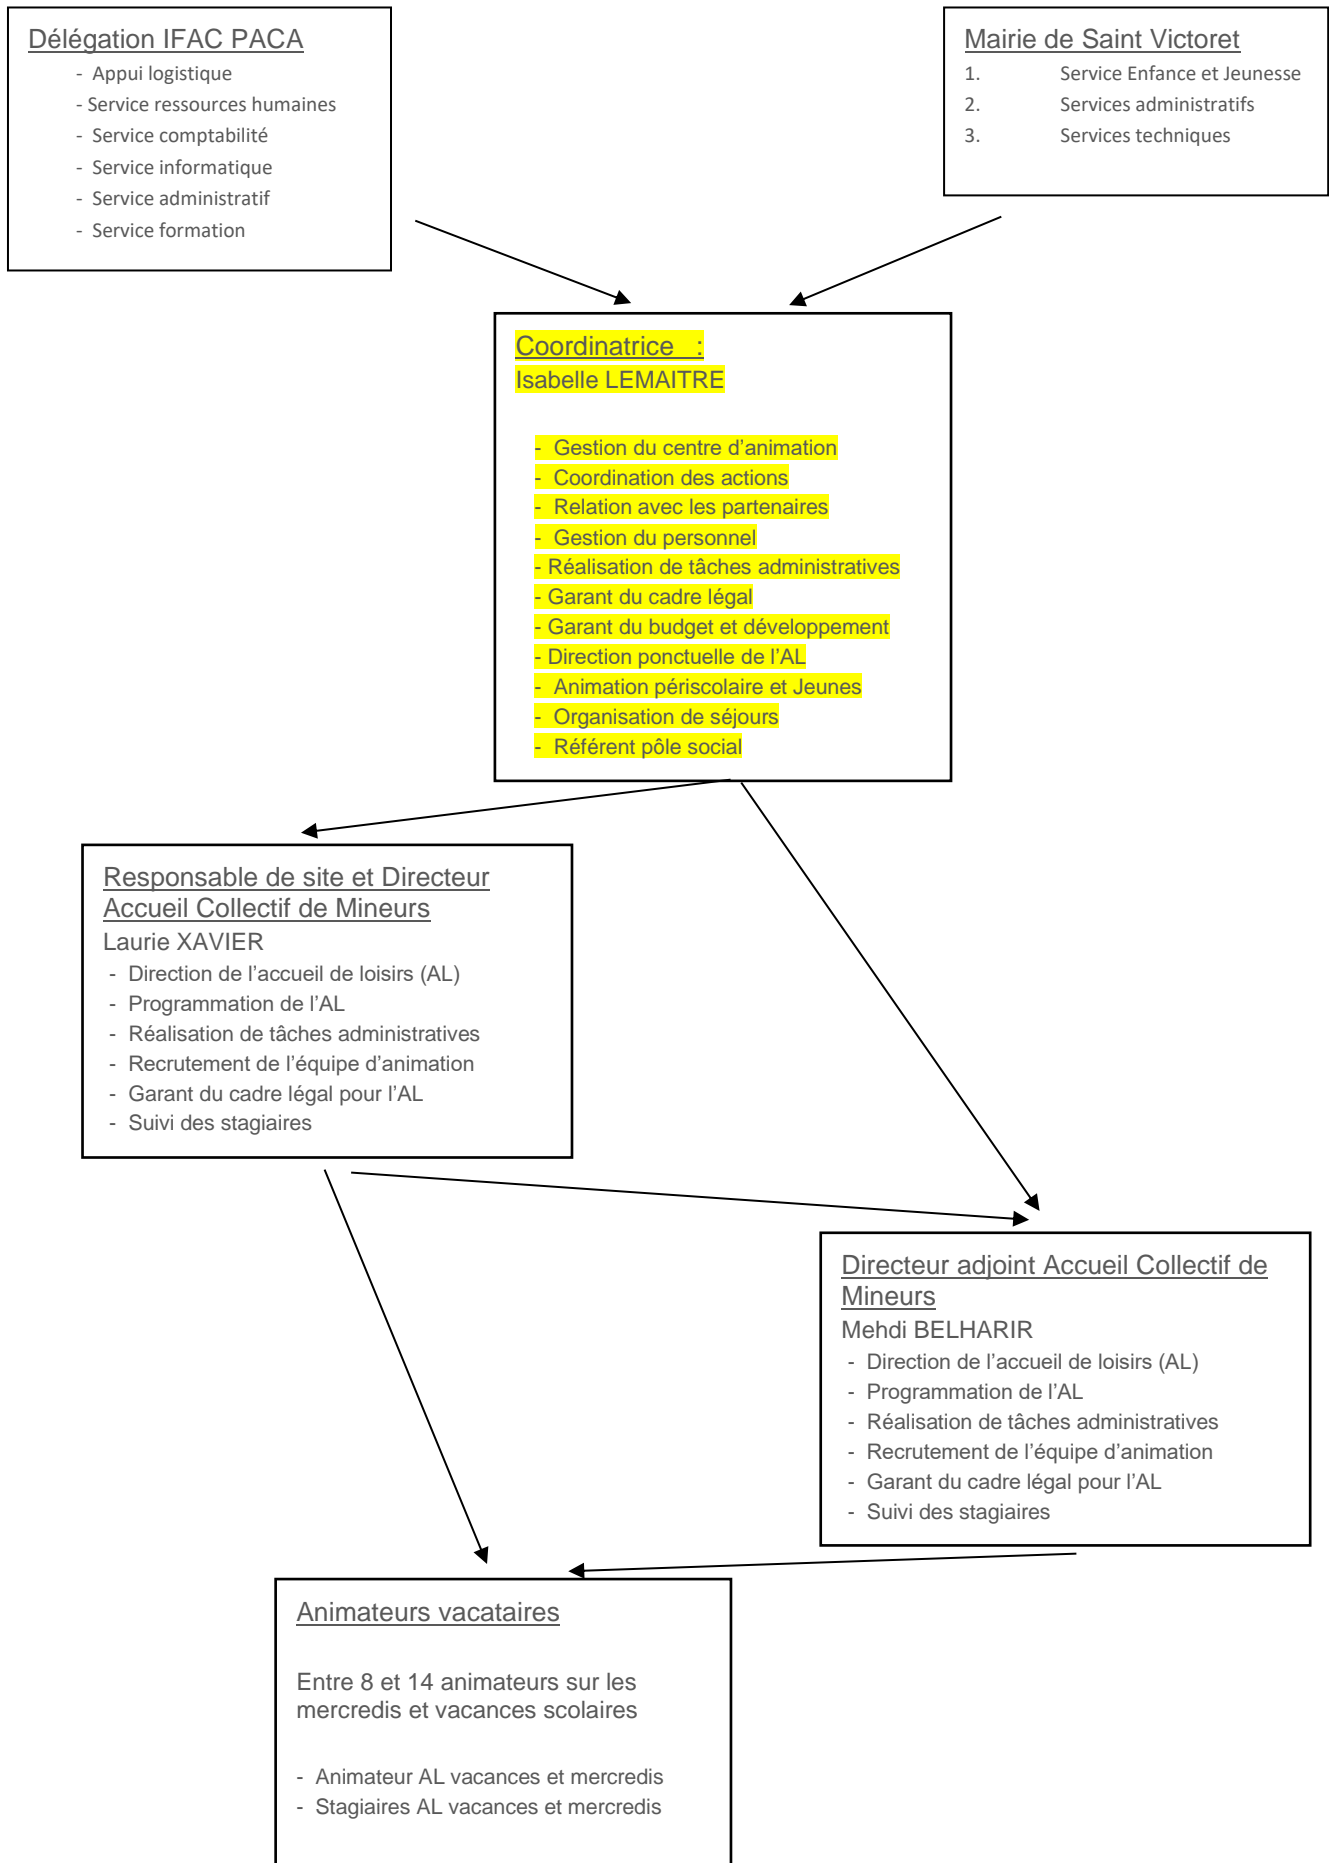 Délégation IFAC PACA
- Appui logistique
- Service ressources humaines
- Service comptabilité
- Service informatique
- Service administratif
- Service formation
Mairie de Saint Victoret
1. Service Enfance et Jeunesse
2. Services administratifs
3. Services techniques
Coordinatrice :
Isabelle LEMAITRE
- Gestion du centre d’animation
- Coordination des actions
- Relation avec les partenaires
- Gestion du personnel
- Réalisation de tâches administratives
- Garant du cadre légal
- Garant du budget et développement
- Direction ponctuelle de l’AL
- Animation périscolaire et Jeunes
- Organisation de séjours
- Référent pôle social
Responsable de site et Directeur
Accueil Collectif de Mineurs
Laurie XAVIER
- Direction de l’accueil de loisirs (AL)
- Programmation de l’AL
- Réalisation de tâches administratives
- Recrutement de l’équipe d’animation
- Garant du cadre légal pour l’AL
- Suivi des stagiaires
Directeur adjoint Accueil Collectif de
Mineurs
Mehdi BELHARIR
- Direction de l’accueil de loisirs (AL)
- Programmation de l’AL
- Réalisation de tâches administratives
- Recrutement de l’équipe d’animation
- Garant du cadre légal pour l’AL
- Suivi des stagiaires
Animateurs vacataires
Entre 8 et 14 animateurs sur les
mercredis et vacances scolaires
- Animateur AL vacances et mercredis
- Stagiaires AL vacances et mercredis